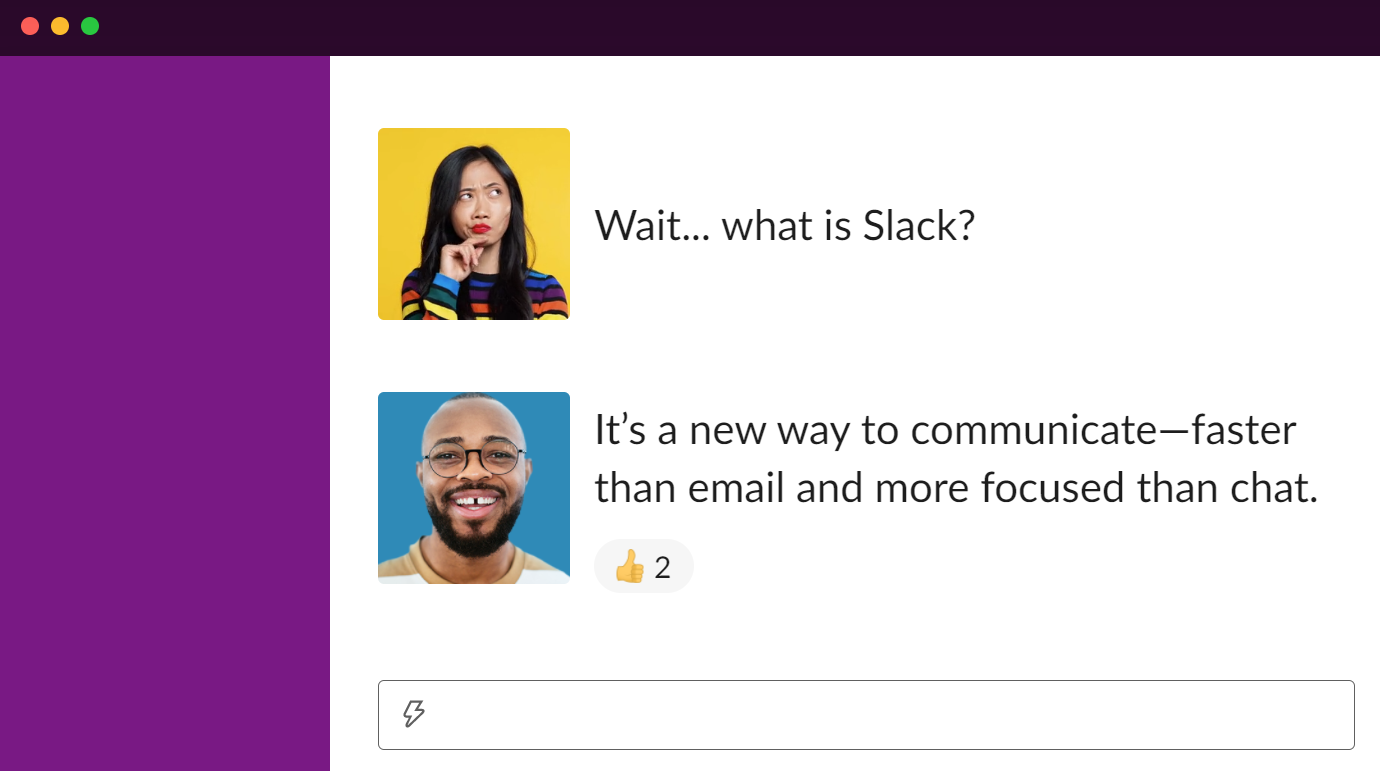 Wait... what is Slack?
It’s a new way to communicate—faster
than email and more focused than chat.
2